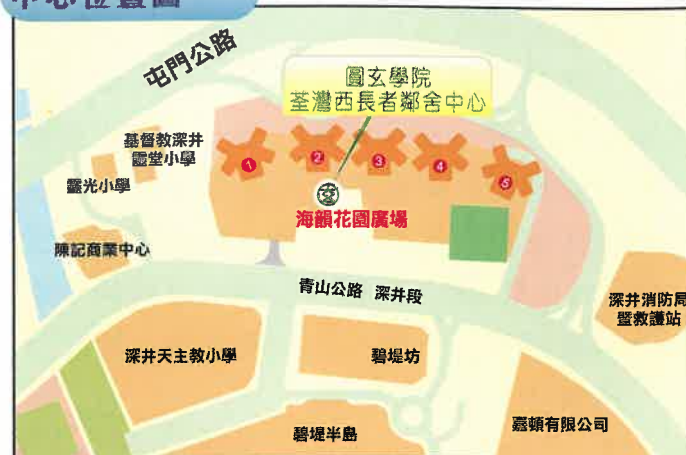 中心位置圖
屯門公路
圓玄學院
荃灣西長者鄰舍中心
基督教深井
靈堂小學
靈光小學
1
2
3
4
5
玄
海韻花園廣場
陳記商業中心
青山公路 深井段
深井消防局
暨救護站
深井天主教小學
碧堤坊
碧堤半島
嘉頓有限公司